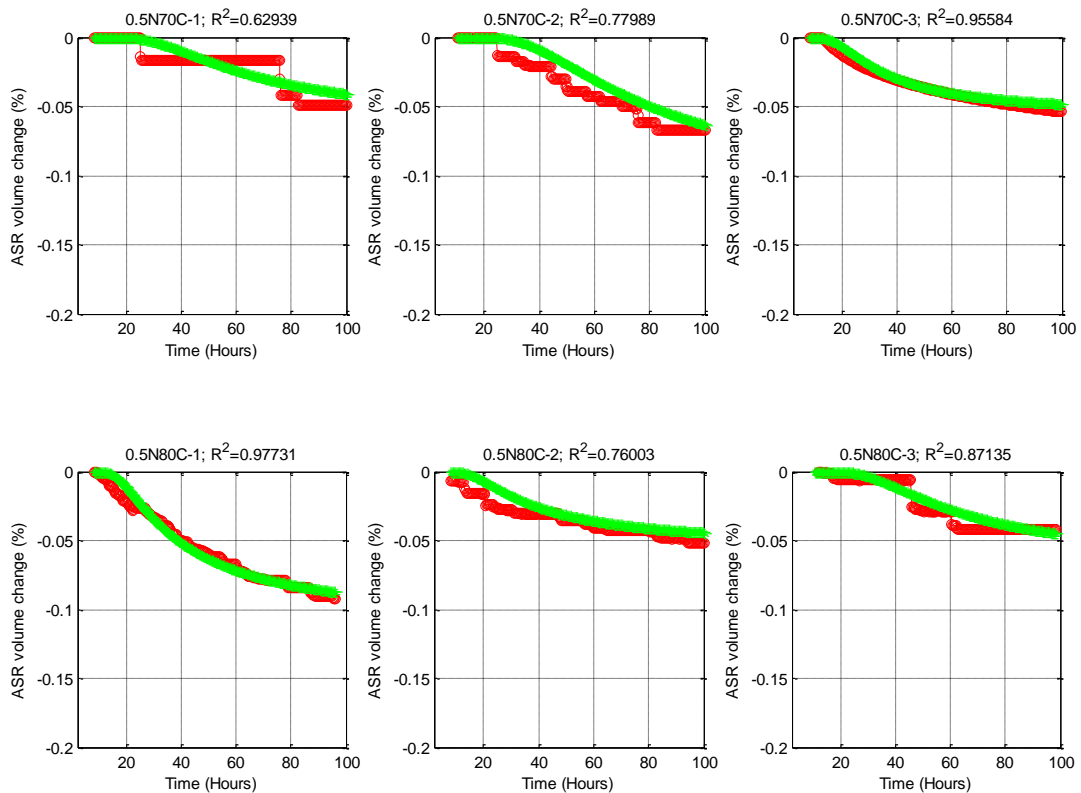 0.5N70C-1; R²=0.62939
0
-0.05
-0.1
-0.15
-0.2
20 40 60 80 100
Time (Hours)
ASR volume change (%)
0.5N70C-2; R²=0.77989
0
-0.05
-0.1
-0.15
-0.2
20 40 60 80 100
Time (Hours)
ASR volume change (%)
0.5N70C-3; R²=0.95584
0
-0.05
-0.1
-0.15
-0.2
20 40 60 80 100
Time (Hours)
ASR volume change (%)
0.5N80C-1; R²=0.97731
0
-0.05
-0.1
-0.15
-0.2
20 40 60 80 100
Time (Hours)
ASR volume change (%)
0.5N80C-2; R²=0.76003
0
-0.05
-0.1
-0.15
-0.2
20 40 60 80 100
Time (Hours)
ASR volume change (%)
0.5N80C-3; R²=0.87135
0
-0.05
-0.1
-0.15
-0.2
20 40 60 80 100
Time (Hours)
ASR volume change (%)